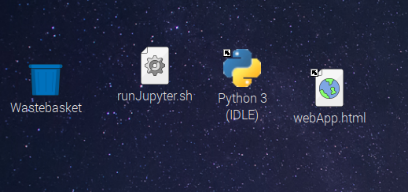 Wastebasket
runJupyter.sh
Python 3
(IDLE)
webApp.html